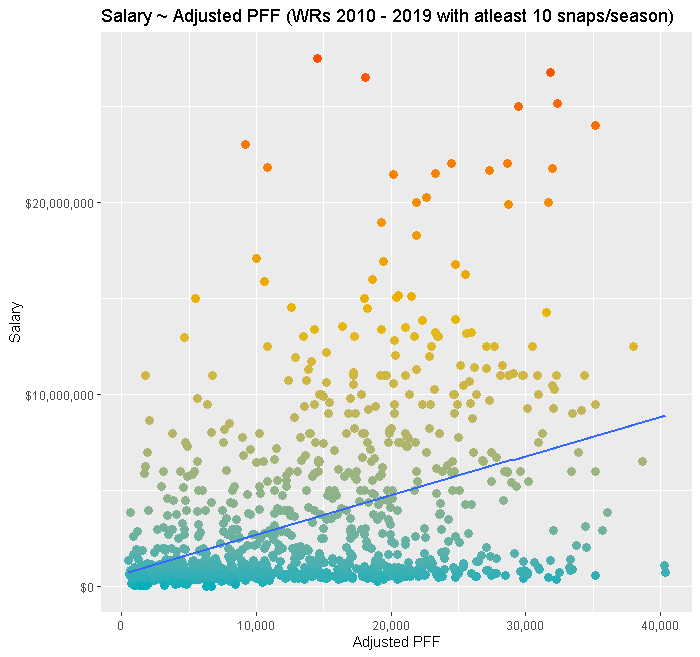 Salary ~ Adjusted PFF (WRs 2010 - 2019 with atleast 10 snaps/season)
$20,000,000
Salary
$10,000,000
$0
0 10,000 20,000 30,000 40,000
Adjusted PFF